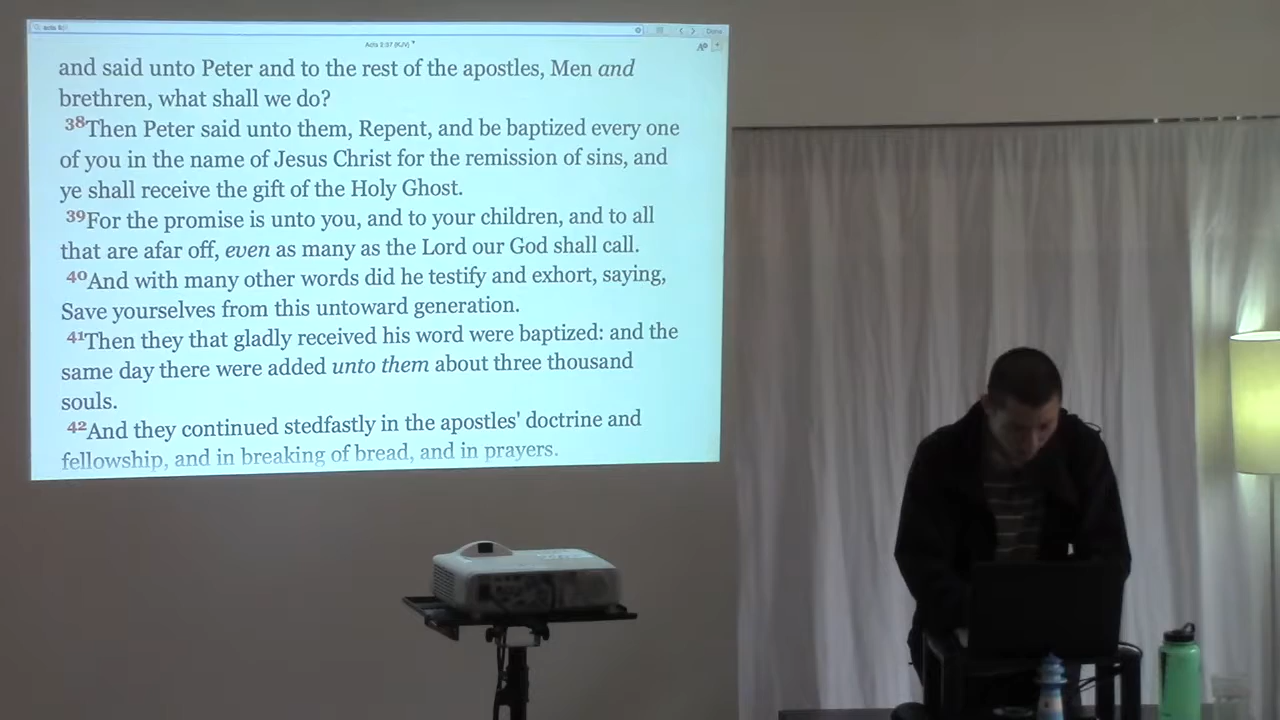 Done
Acts 2:37 (KJV)
and said unto Peter and to the rest of the apostles, Men and
brethren, what shall we do?
38Then Peter said unto them, Repent, and be baptized every one
of you in the name of Jesus Christ for the remission of sins, and
ye shall receive the gift of the Holy Ghost.
39For the promise is unto you, and to your children, and to all
that are afar off, even as many as the Lord our God shall call.
40And with many other words did he testify and exhort, saying,
Save yourselves from this untoward generation.
41Then they that gladly received his word were baptized: and the
same day there were added unto them about three thousand
souls.
42And they continued stedfastly in the apostles' doctrine and
fellowship, and in breaking of bread, and in prayers.